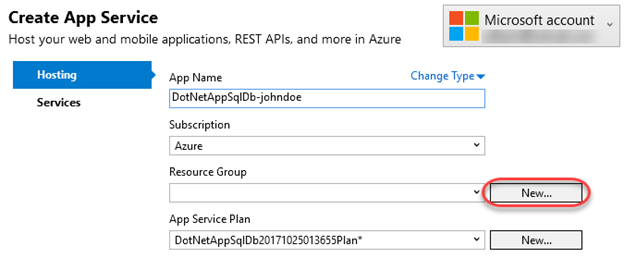 Create App Service
Host your web and mobile applications, REST APIs, and more in Azure
Microsoft account
Hosting
Services
App Name
Change Type
DotNetAppSqlDb-johndoe
Subscription
Azure
Resource Group
New...
App Service Plan
DotNetAppSqlDb20171025013655Plan*
New...